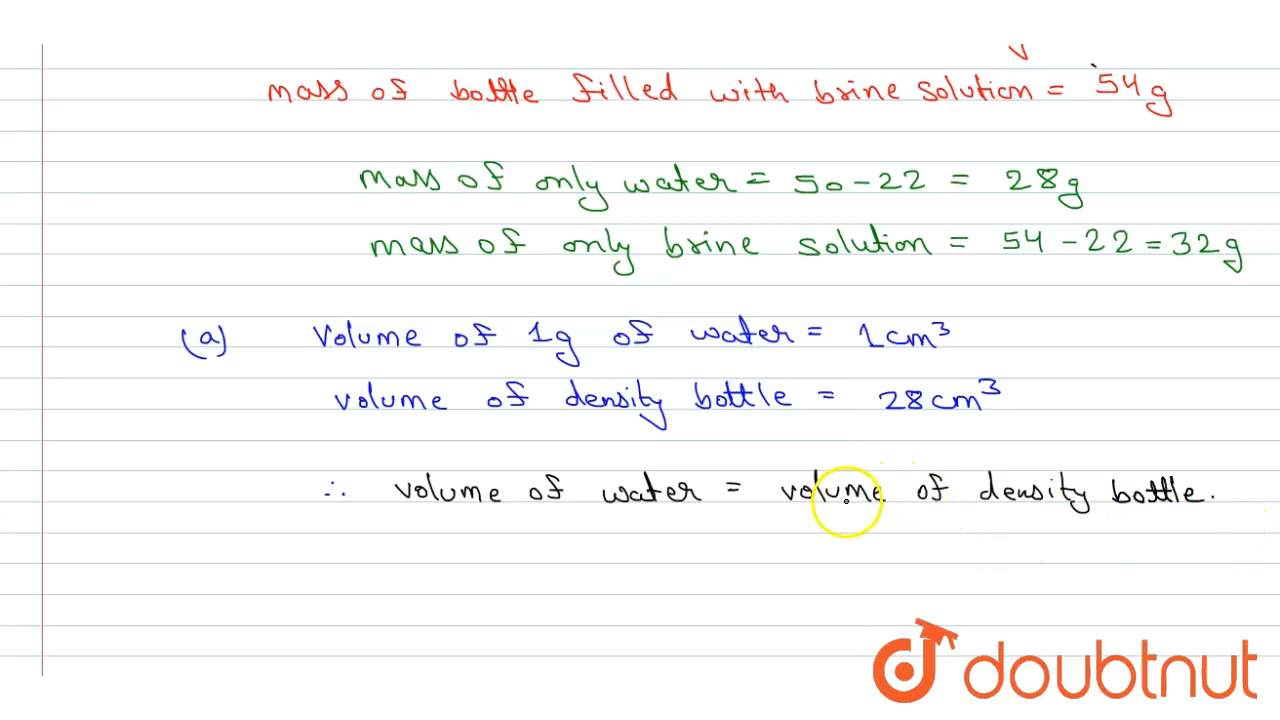 mass of bottle filled with brine solution = 54g
mass of only water = 50-22 = 28g
mass of only brine solution = 54-22=32g
(a) Volume of 1g of water = 1cm³
volume of density bottle = 28cm³
∴ volume of water = volume of density bottle.
doubtnut